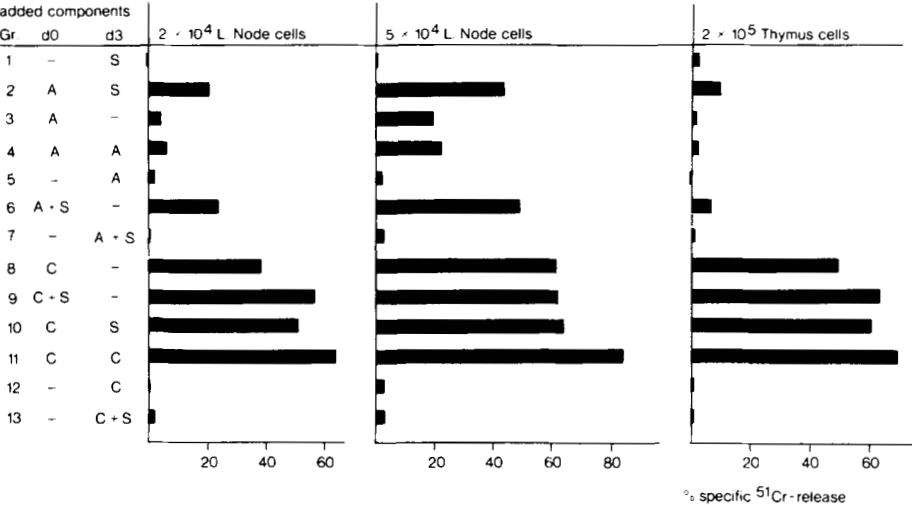 added components
Gr. d0 d3 2 × 10⁴ L. Node cells 5 × 10⁴ L. Node cells 2 × 10⁵ Thymus cells
1 – S
2 A S
3 A –
4 A A
5 – A
6 A + S –
7 – A + S
8 C –
9 C + S –
10 C S
11 C C
12 – C
13 – C + S
20 40 60 20 40 60 80 20 40 60
% specific ⁵¹Cr-release